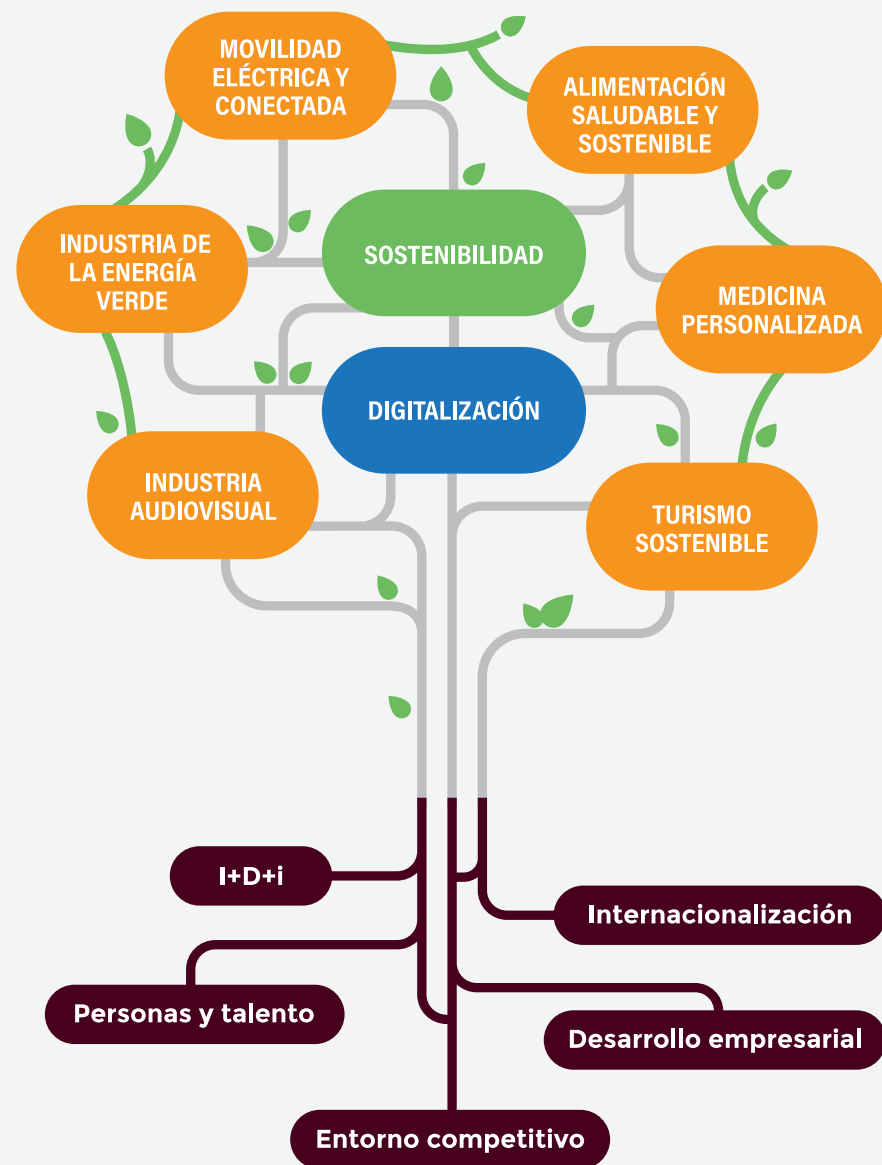 MOVILIDAD
ELÉCTRICA Y
CONECTADA
ALIMENTACIÓN
SALUDABLE Y
SOSTENIBLE
INDUSTRIA DE
LA ENERGÍA
VERDE
SOSTENIBILIDAD
MEDICINA
PERSONALIZADA
DIGITALIZACIÓN
INDUSTRIA
AUDIOVISUAL
TURISMO
SOSTENIBLE
I+D+i
Internacionalización
Personas y talento
Desarrollo empresarial
Entorno competitivo